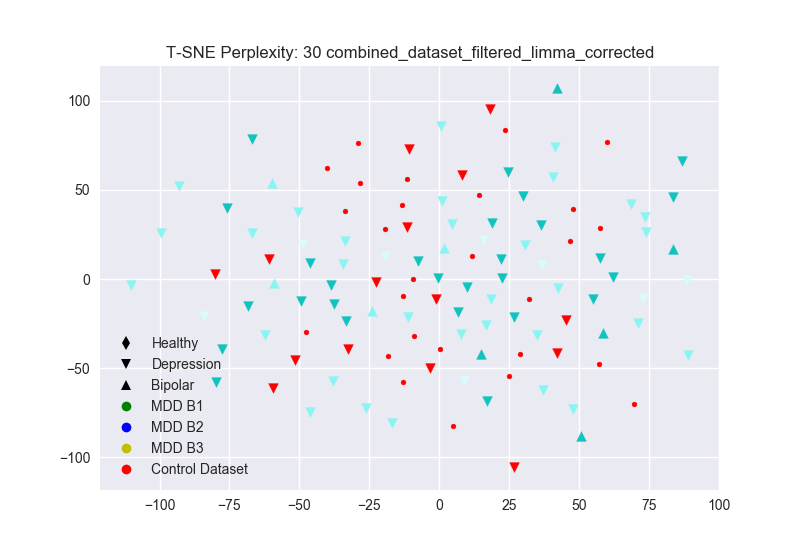 T-SNE Perplexity: 30 combined_dataset_filtered_limma_corrected
100
50
0
−50
−100
Healthy
Depression
Bipolar
MDD B1
MDD B2
MDD B3
Control Dataset
−100 −75 −50 −25 0 25 50 75 100